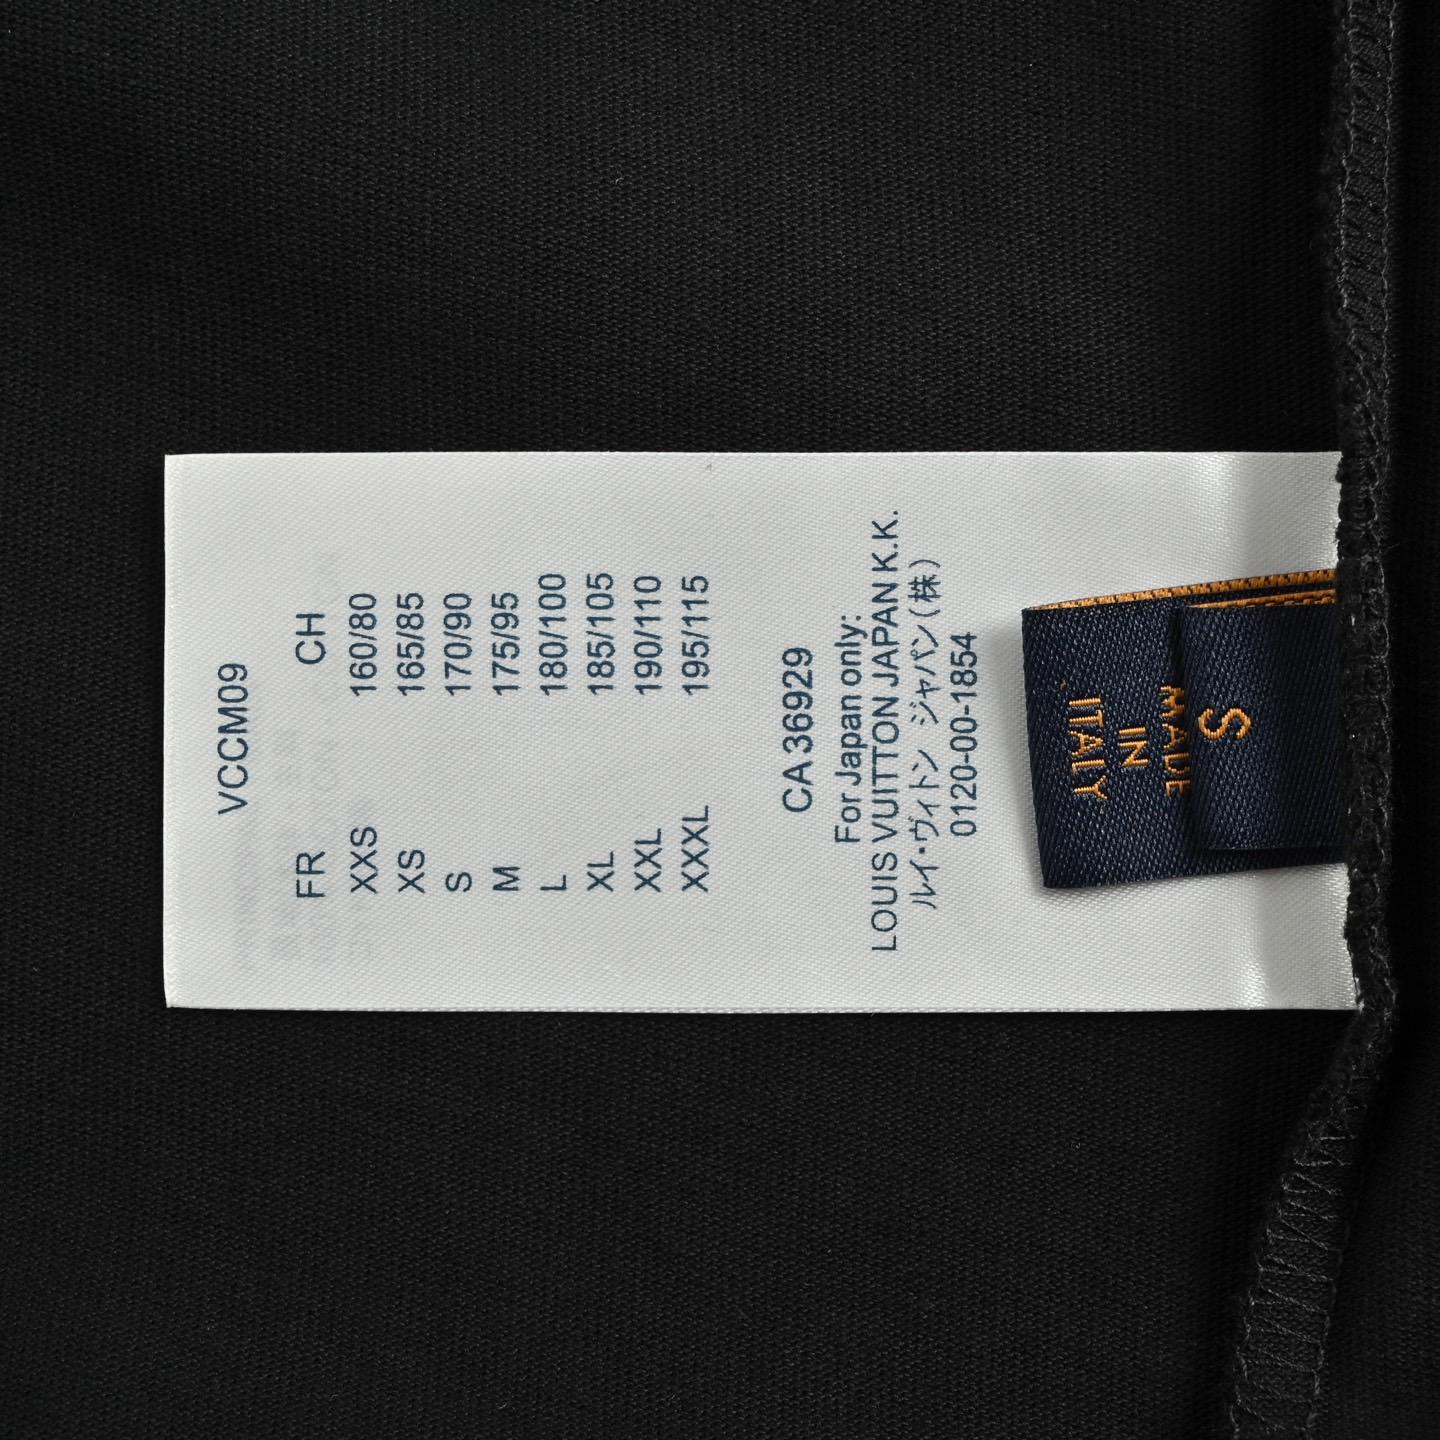 VCCM09
FR CH
XXS 160/80
XS 165/85
S 170/90
M 175/95
L 180/100
XL 185/105
XXL 190/110
XXXL 195/115
CA 36929
For Japan only:
LOUIS VUITTON JAPAN K.K.
ルイ・ヴィトン ジャパン(株)
0120-00-1854
S
MADE
IN
ITALY